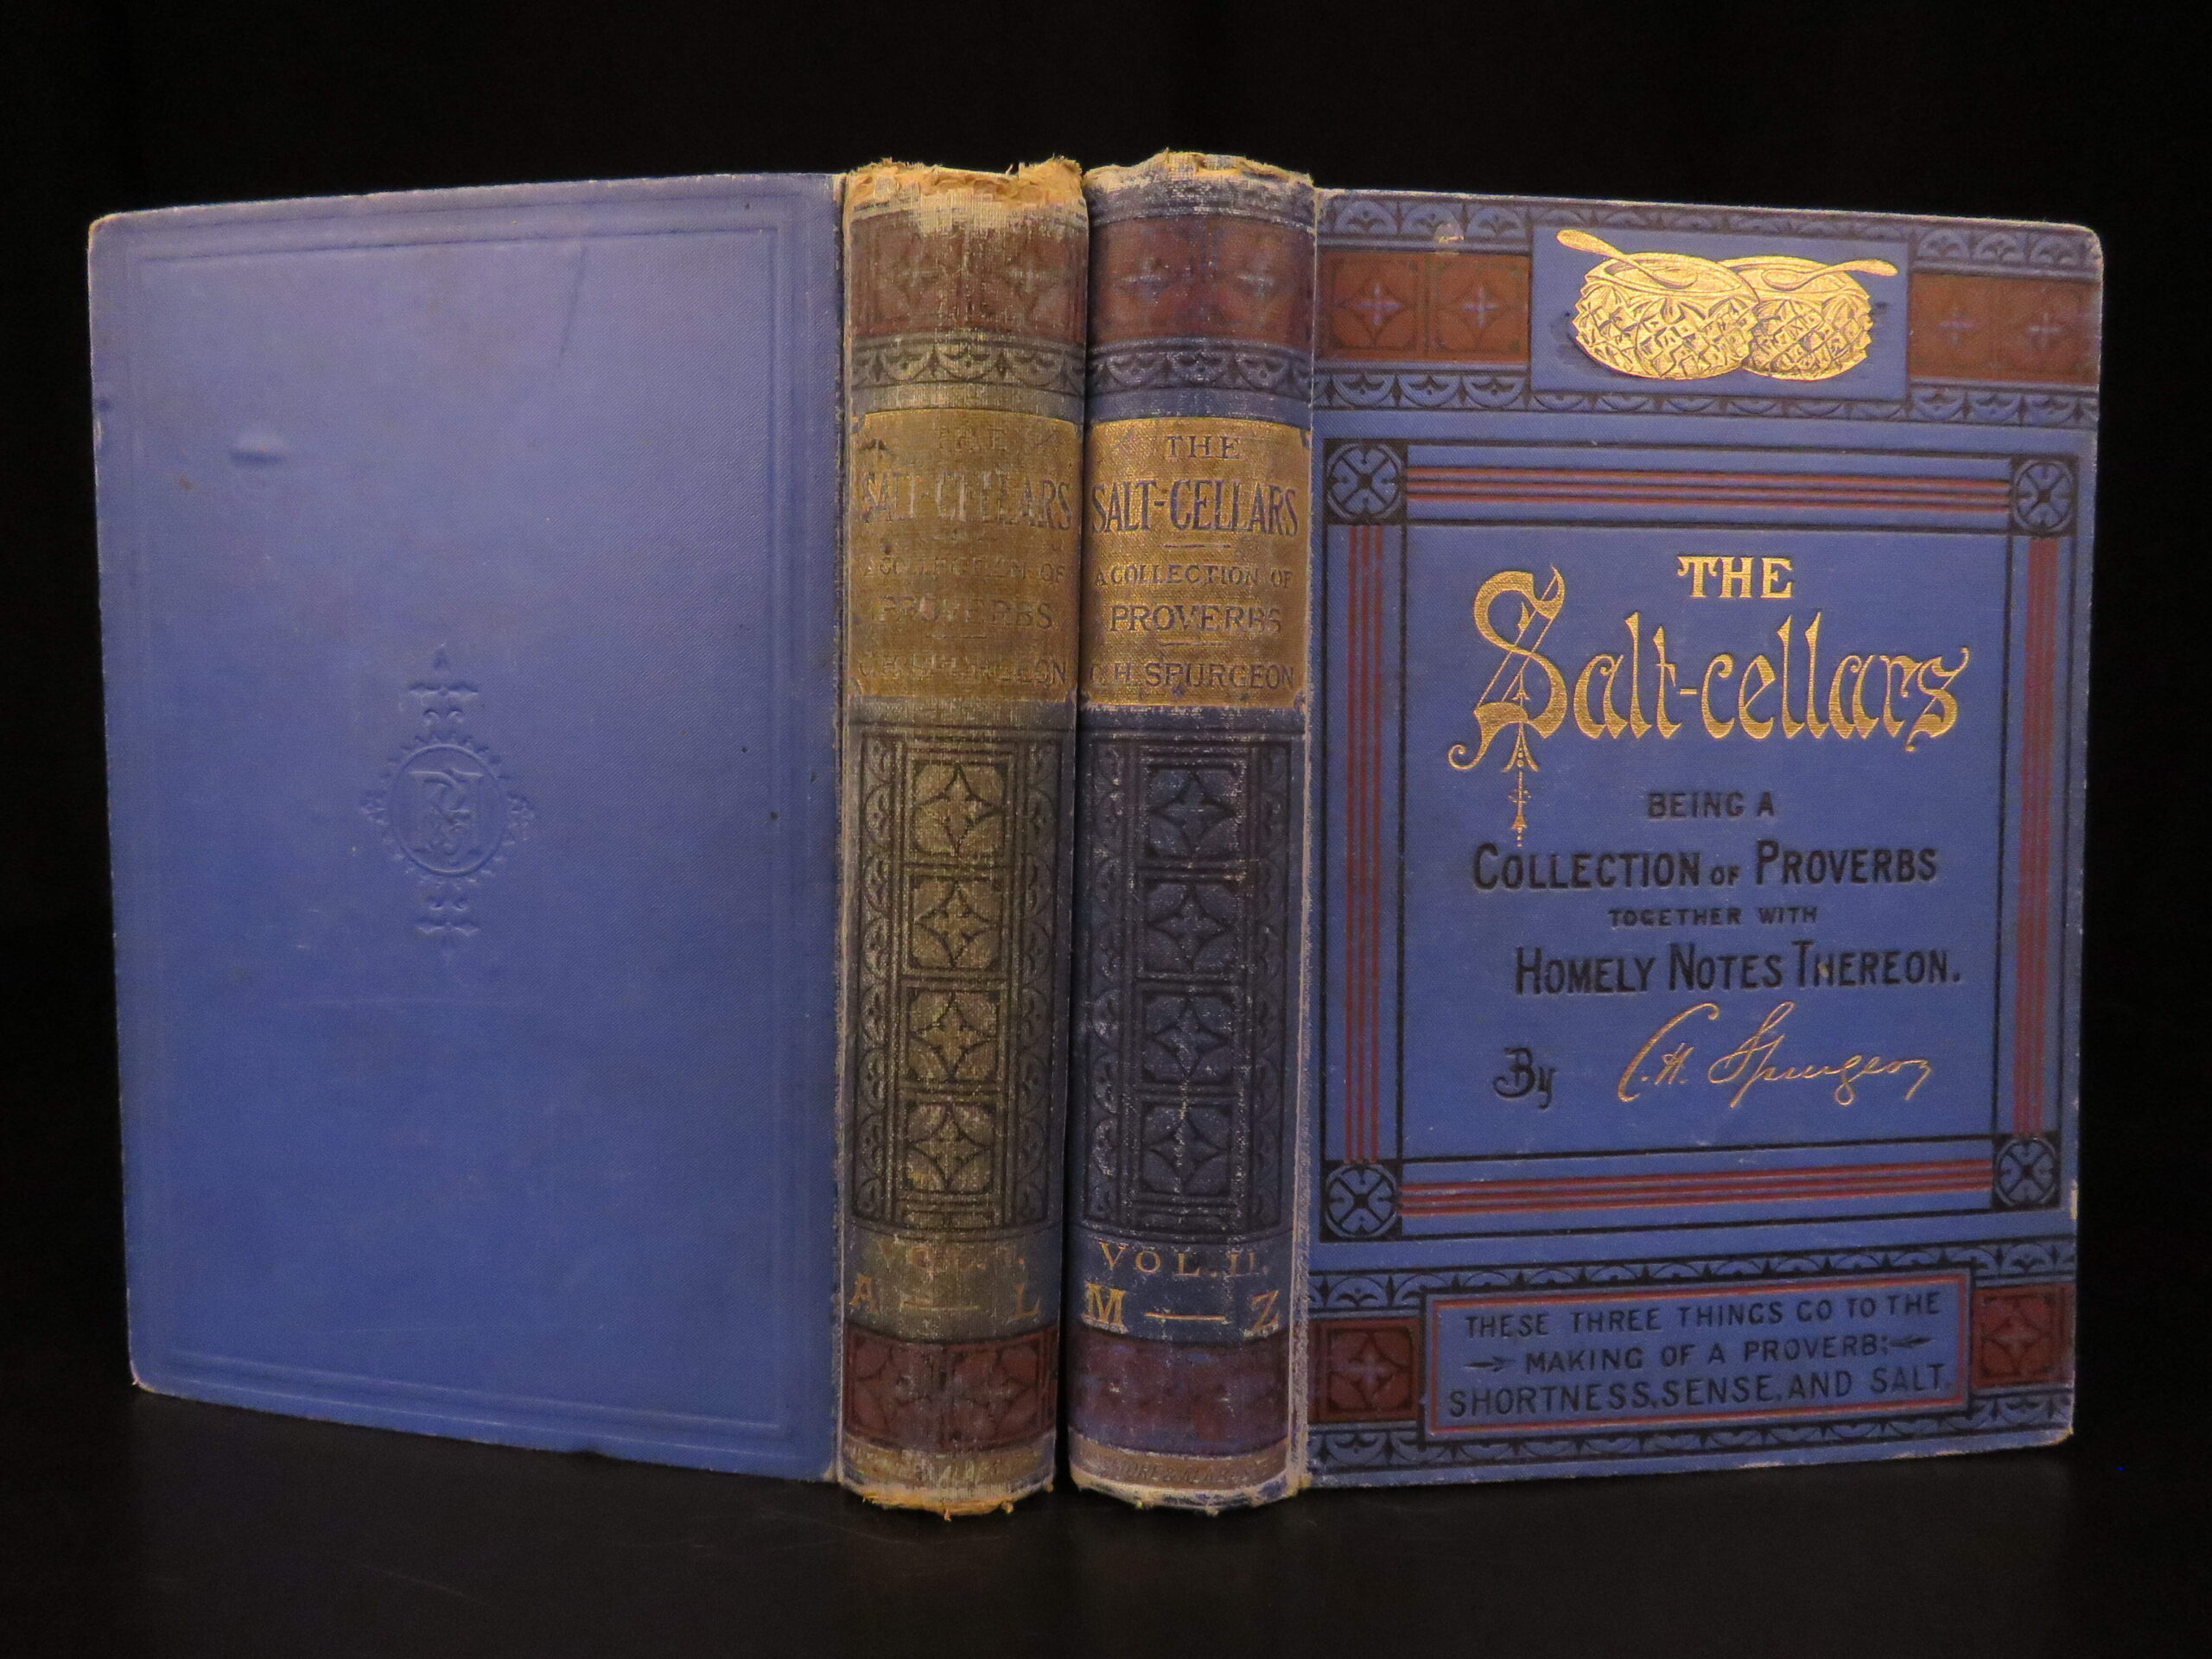 THE
SALT-CELLARS
A COLLECTION OF
PROVERBS
C.H. SPURGEON
VOL. I.
A — L
THE
SALT-CELLARS
A COLLECTION OF
PROVERBS
C.H. SPURGEON
VOL. II.
M — Z
THE
Salt-cellars
BEING A
COLLECTION OF PROVERBS
TOGETHER WITH
HOMELY NOTES THEREON.
By C. H. Spurgeon
THESE THREE THINGS GO TO THE
MAKING OF A PROVERB:
SHORTNESS, SENSE, AND SALT.